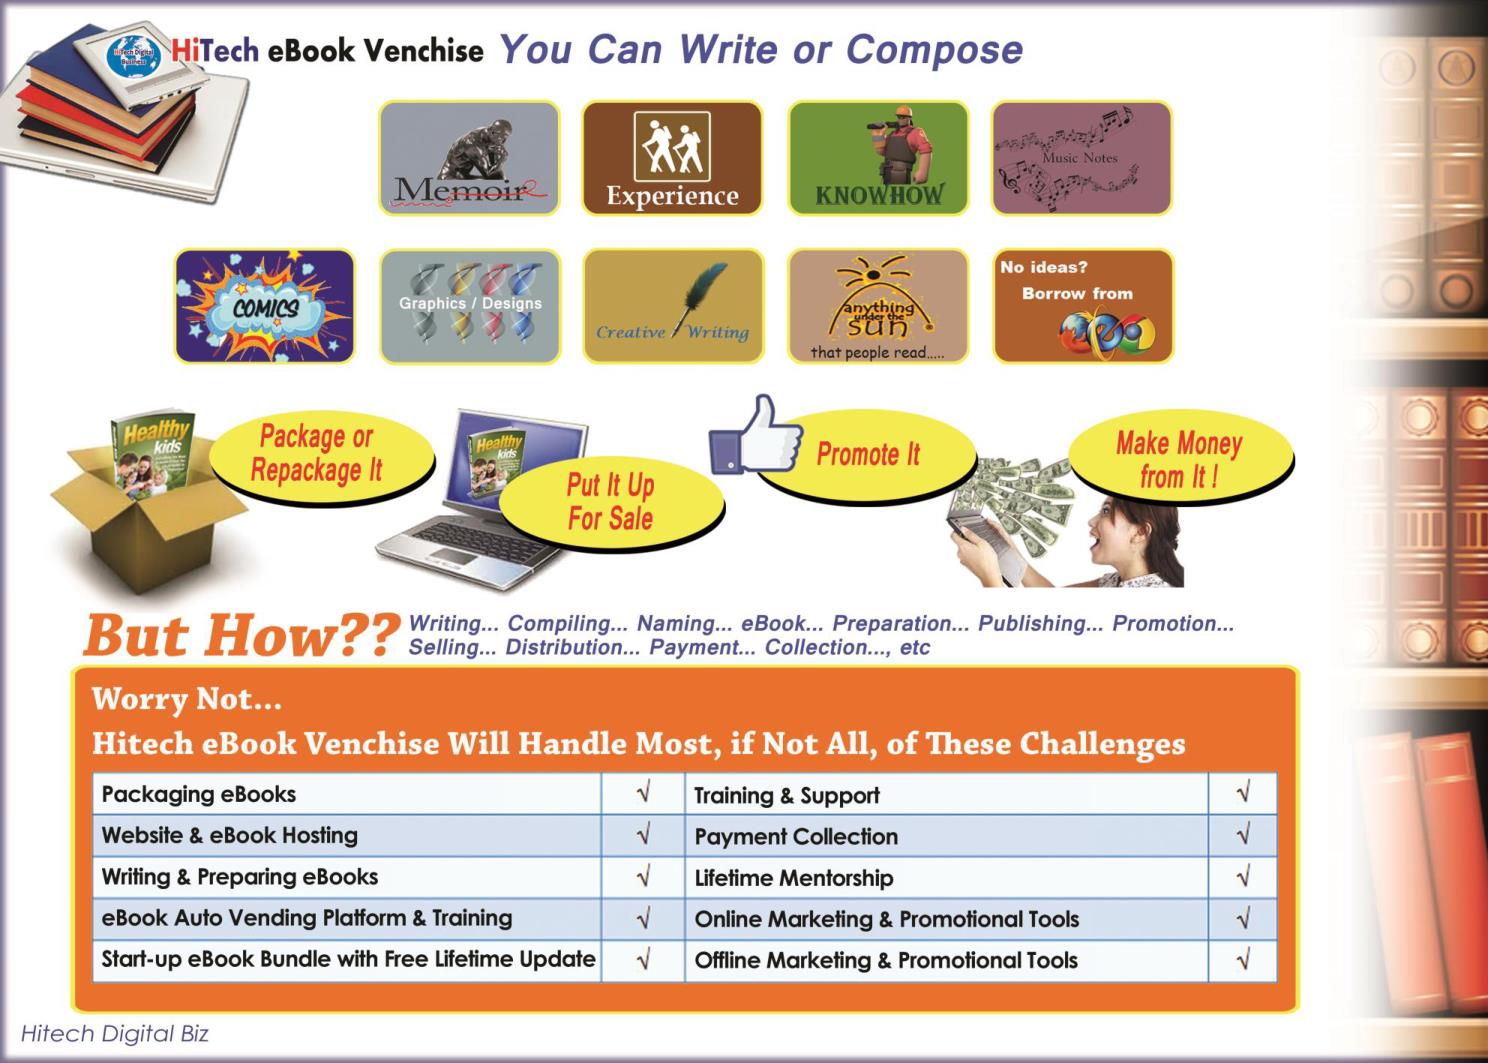 HiTech Digital
Business
HiTech eBook Venchise You Can Write or Compose
Memoir
Experience
KNOWHOW
Music Notes
COMICS
Graphics / Designs
Creative Writing
anything
under the
sun
that people read.....
No ideas?
Borrow from
Healthy
kids
Package or
Repackage It
Healthy
kids
Put It Up
For Sale
Promote It
Make Money
from It !
But How??
Writing... Compiling... Naming... eBook... Preparation... Publishing... Promotion...
Selling... Distribution... Payment... Collection..., etc
Worry Not...
Hitech eBook Venchise Will Handle Most, if Not All, of These Challenges
Packaging eBooks √ Training & Support √
Website & eBook Hosting √ Payment Collection √
Writing & Preparing eBooks √ Lifetime Mentorship √
eBook Auto Vending Platform & Training √ Online Marketing & Promotional Tools √
Start-up eBook Bundle with Free Lifetime Update √ Offline Marketing & Promotional Tools √
Hitech Digital Biz